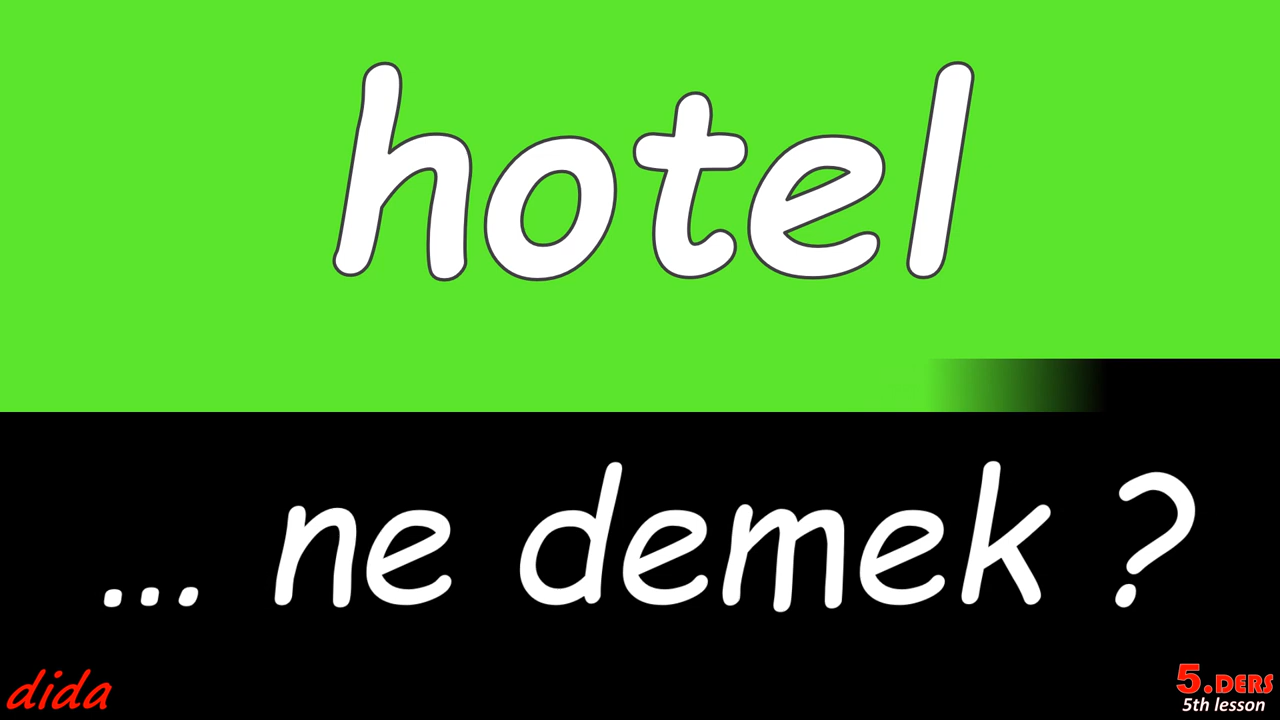 hotel
... ne demek ?
dida
5.DERS
5th lesson